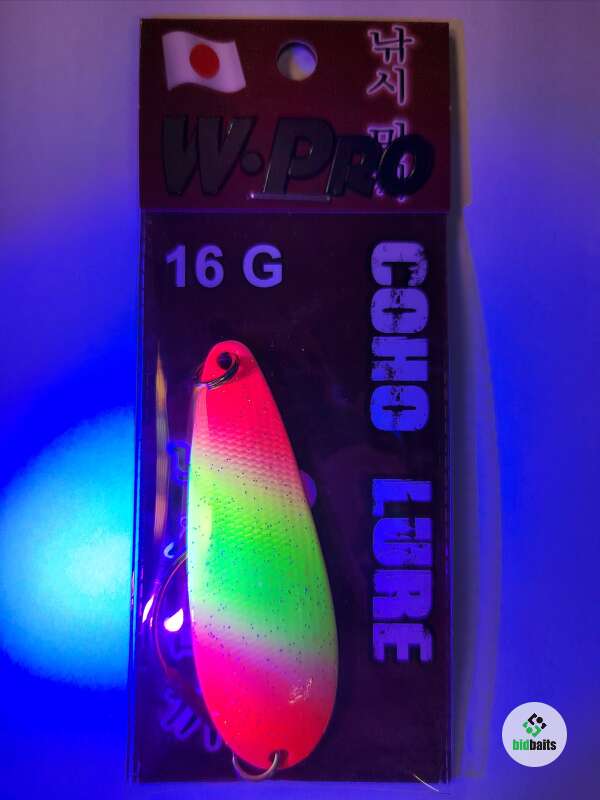 낚시
W·PRO
16 G
COHO LURE
bidbaits